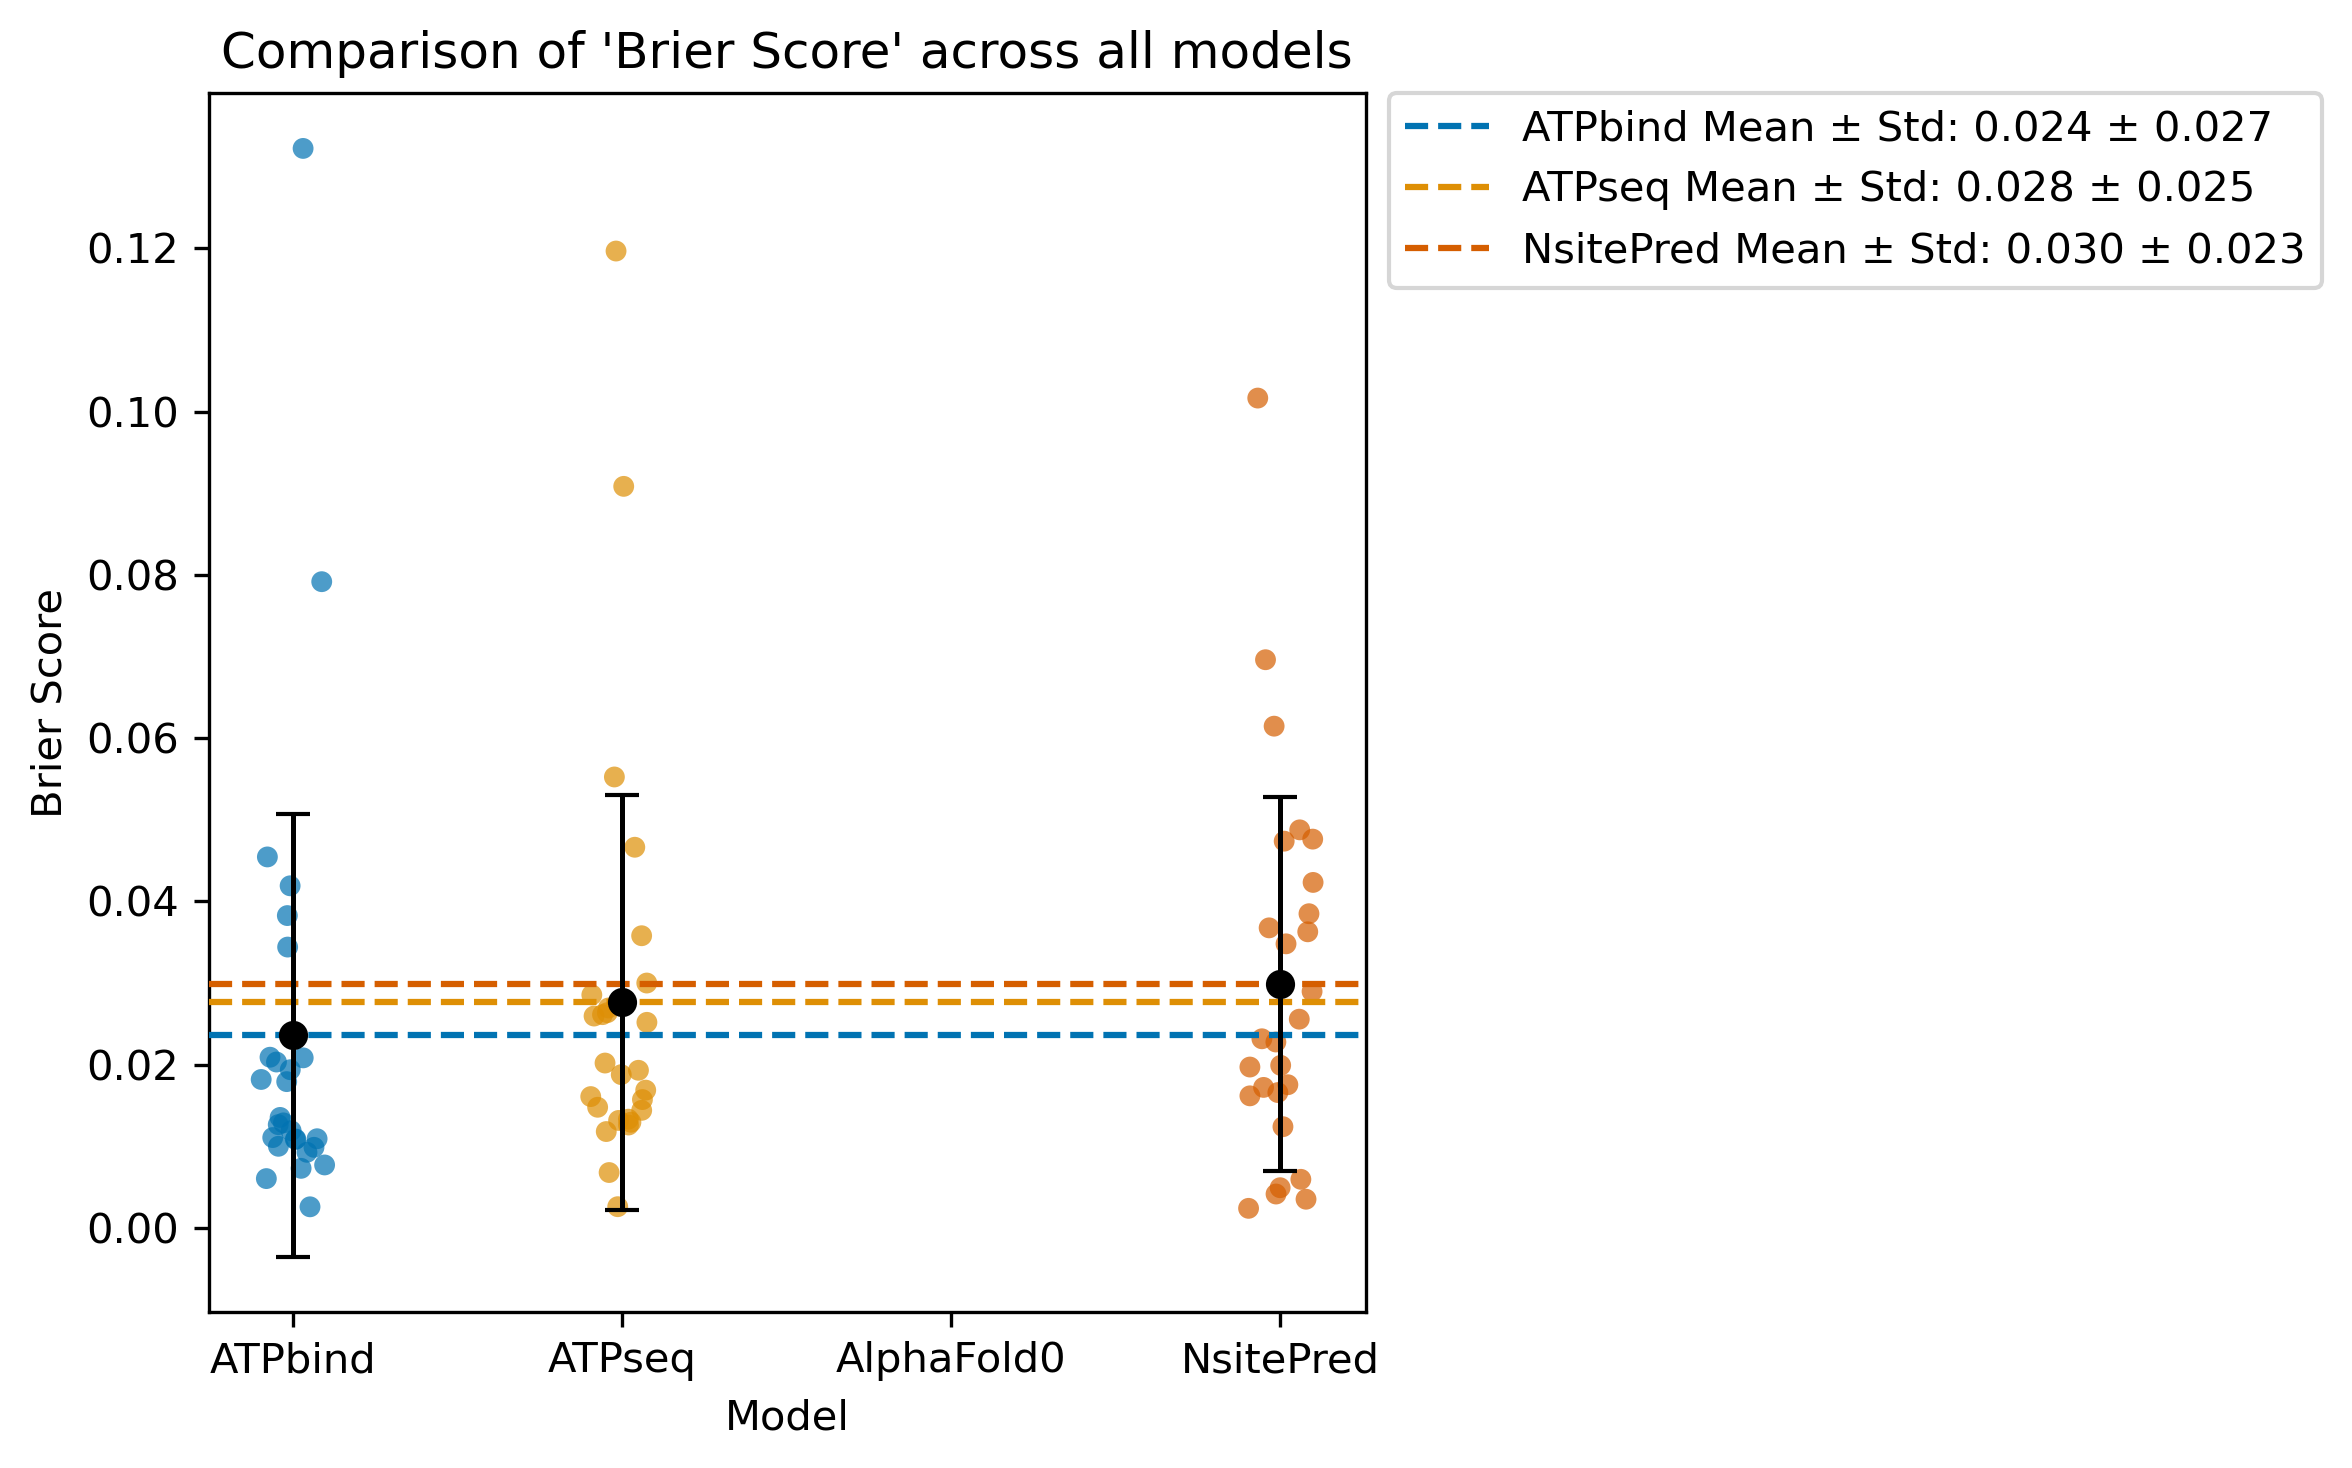 Comparison of 'Brier Score' across all models
ATPbind Mean ± Std: 0.024 ± 0.027
ATPseq Mean ± Std: 0.028 ± 0.025
NsitePred Mean ± Std: 0.030 ± 0.023
Brier Score
0.12
0.10
0.08
0.06
0.04
0.02
0.00
ATPbind ATPseq AlphaFold0 NsitePred
Model